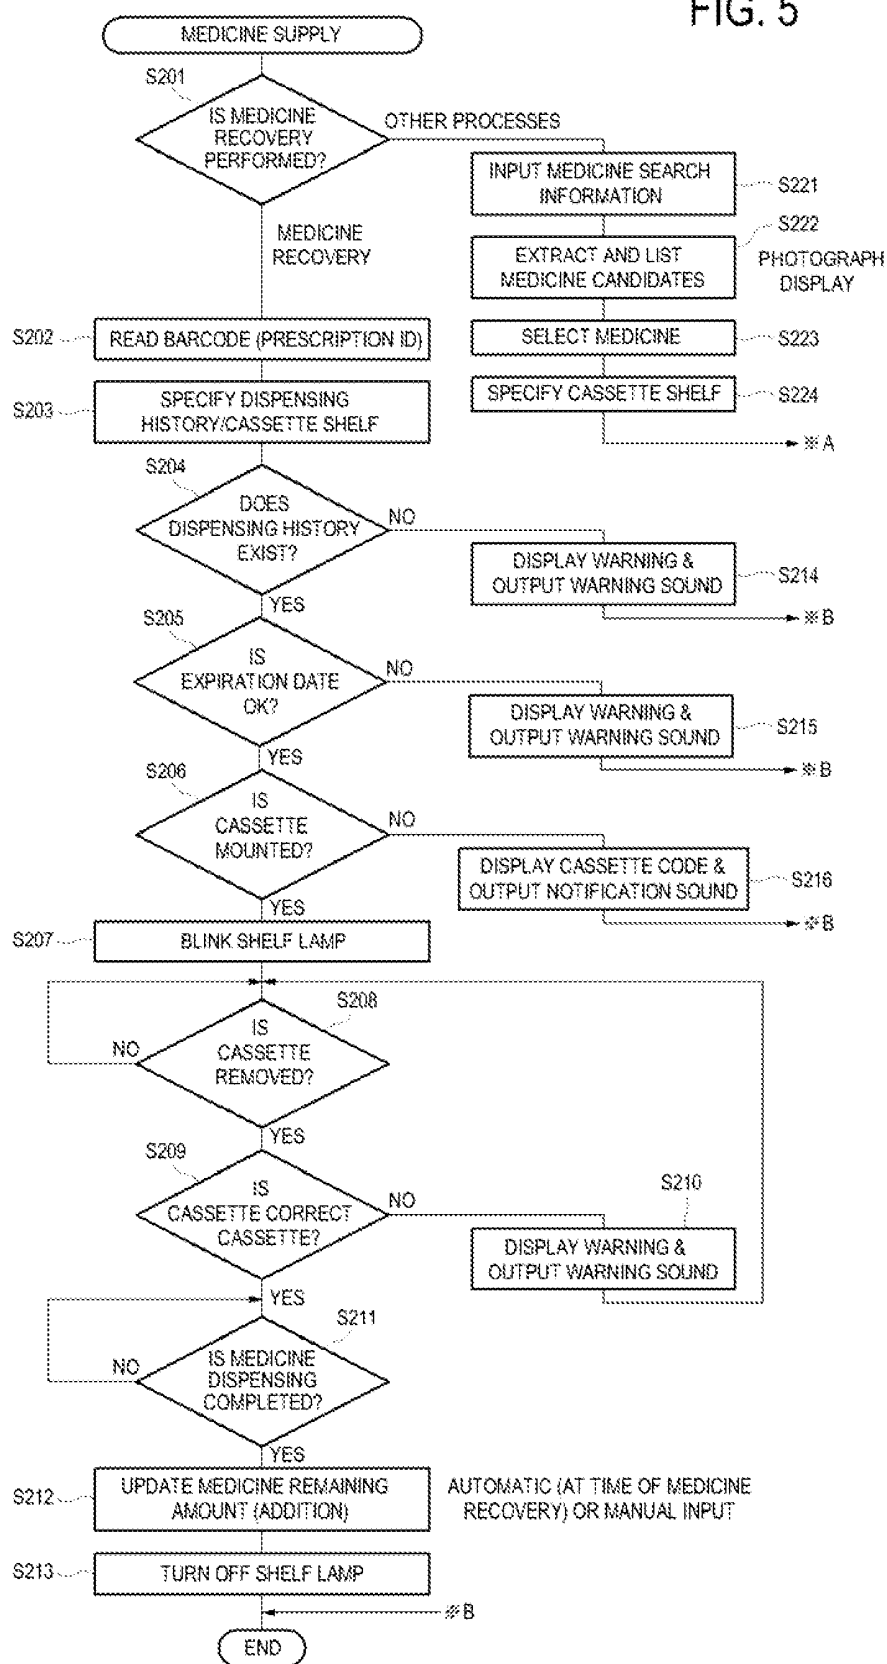 FIG. 5
MEDICINE SUPPLY
S201
IS MEDICINE
RECOVERY
PERFORMED?
OTHER PROCESSES
INPUT MEDICINE SEARCH
INFORMATION
S221
S222
MEDICINE
RECOVERY
EXTRACT AND LIST
MEDICINE CANDIDATES
PHOTOGRAPH
DISPLAY
S202
READ BARCODE (PRESCRIPTION ID)
SELECT MEDICINE
S223
S203
SPECIFY DISPENSING
HISTORY/CASSETTE SHELF
SPECIFY CASSETTE SHELF
S224
※A
S204
DOES
DISPENSING HISTORY
EXIST?
NO
DISPLAY WARNING &
OUTPUT WARNING SOUND
S214
※B
YES
S205
IS
EXPIRATION DATE
OK?
NO
DISPLAY WARNING &
OUTPUT WARNING SOUND
S215
※B
YES
S206
IS
CASSETTE
MOUNTED?
NO
DISPLAY CASSETTE CODE &
OUTPUT NOTIFICATION SOUND
S216
※B
YES
S207
BLINK SHELF LAMP
S208
IS
CASSETTE
REMOVED?
NO
YES
S209
IS
CASSETTE CORRECT
CASSETTE?
NO
S210
DISPLAY WARNING &
OUTPUT WARNING SOUND
YES
S211
IS MEDICINE
DISPENSING
COMPLETED?
NO
YES
S212
UPDATE MEDICINE REMAINING
AMOUNT (ADDITION)
AUTOMATIC (AT TIME OF MEDICINE
RECOVERY) OR MANUAL INPUT
S213
TURN OFF SHELF LAMP
※B
END